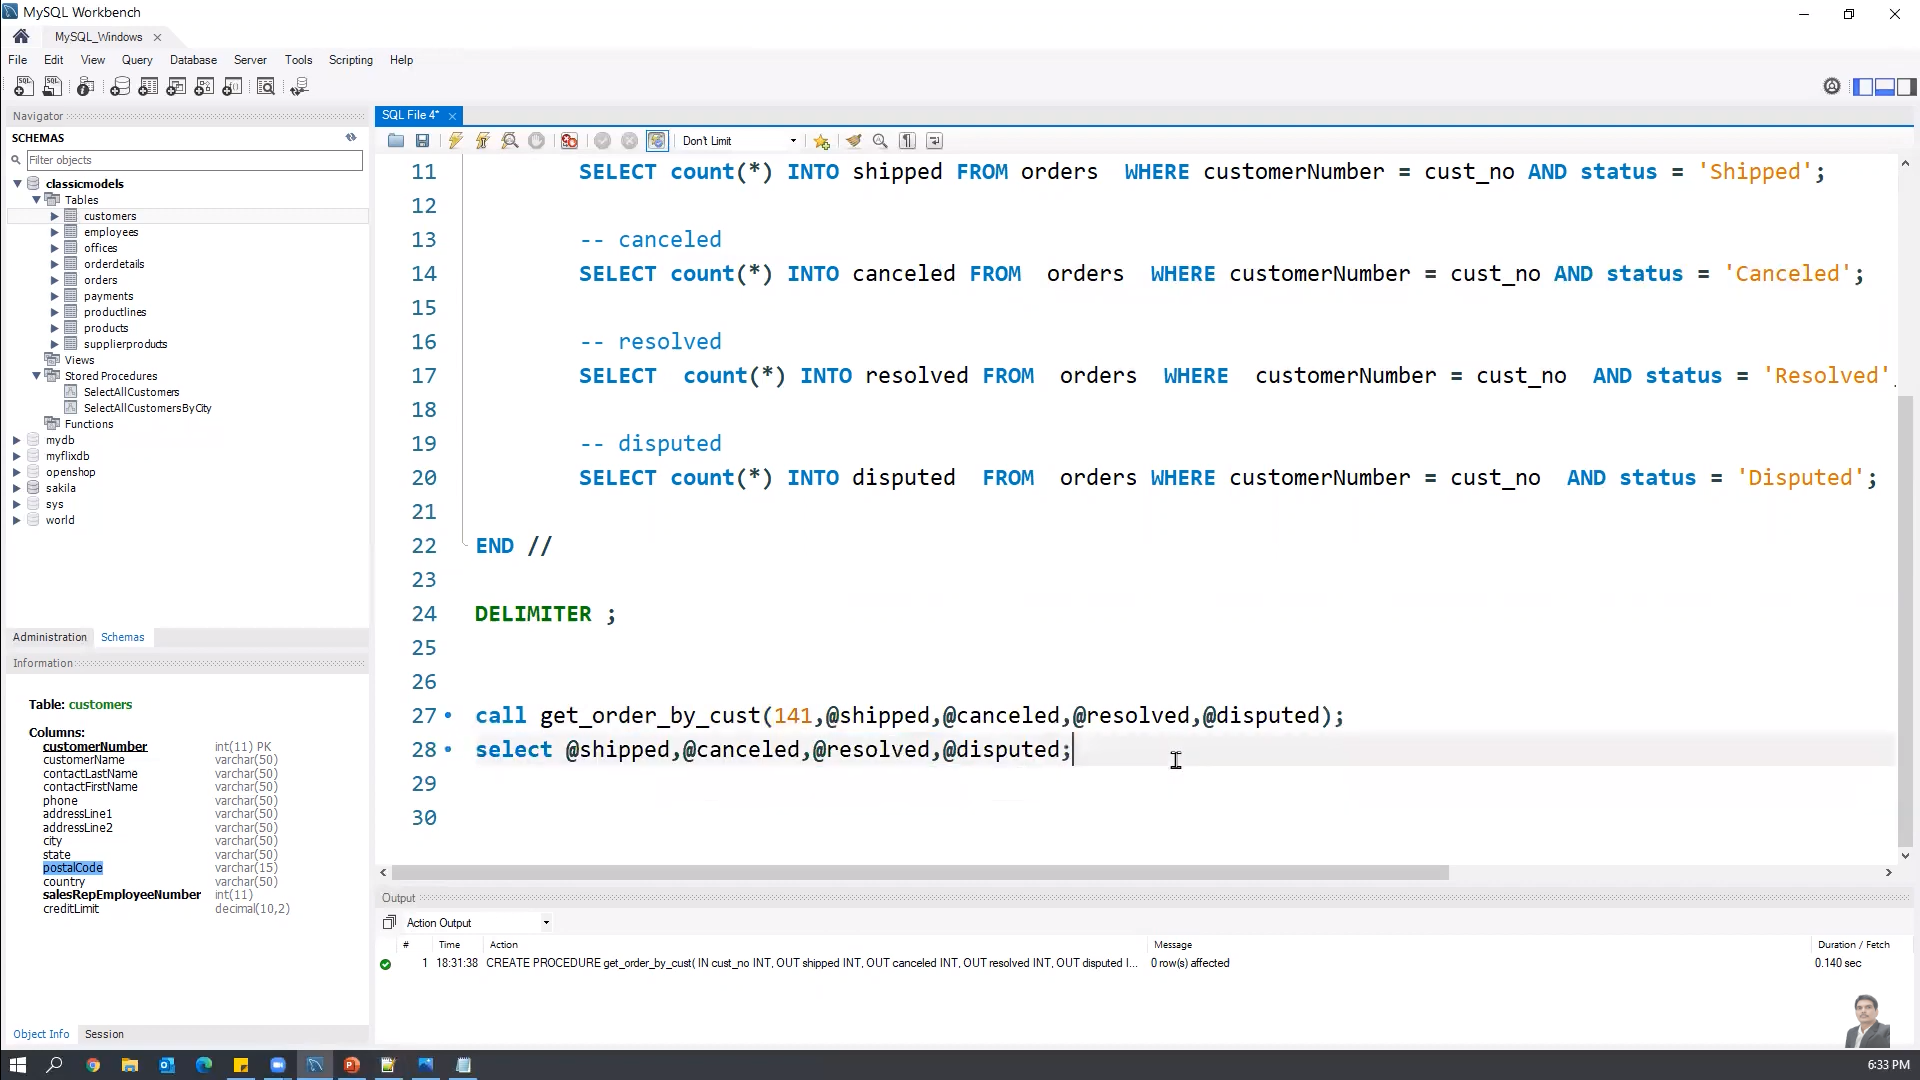 MySQL Workbench
MySQL_Windows
File Edit View Query Database Server Tools Scripting Help
Navigator
SCHEMAS
Filter objects
classicmodels
Tables
customers
employees
offices
orderdetails
orders
payments
productlines
products
supplierproducts
Views
Stored Procedures
SelectAllCustomers
SelectAllCustomersByCity
Functions
mydb
myflixdb
openshop
sakila
sys
world
Administration Schemas
Information
Table: customers
Columns:
customerNumber int(11) PK
customerName varchar(50)
contactLastName varchar(50)
contactFirstName varchar(50)
phone varchar(50)
addressLine1 varchar(50)
addressLine2 varchar(50)
city varchar(50)
state varchar(50)
postalCode varchar(15)
country varchar(50)
salesRepEmployeeNumber int(11)
creditLimit decimal(10,2)
Object Info Session
SQL File 4*
Don't Limit
11 SELECT count(*) INTO shipped FROM orders WHERE customerNumber = cust_no AND status = 'Shipped';
12
13 -- canceled
14 SELECT count(*) INTO canceled FROM orders WHERE customerNumber = cust_no AND status = 'Canceled';
15
16 -- resolved
17 SELECT count(*) INTO resolved FROM orders WHERE customerNumber = cust_no AND status = 'Resolved'
18
19 -- disputed
20 SELECT count(*) INTO disputed FROM orders WHERE customerNumber = cust_no AND status = 'Disputed';
21
22 END //
23
24 DELIMITER ;
25
26
27 call get_order_by_cust(141,@shipped,@canceled,@resolved,@disputed);
28 select @shipped,@canceled,@resolved,@disputed;
29
30
Output
Action Output
# Time Action Message Duration / Fetch
1 18:31:38 CREATE PROCEDURE get_order_by_cust( IN cust_no INT, OUT shipped INT, OUT canceled INT, OUT resolved INT, OUT disputed I... 0 row(s) affected 0.140 sec
6:33 PM